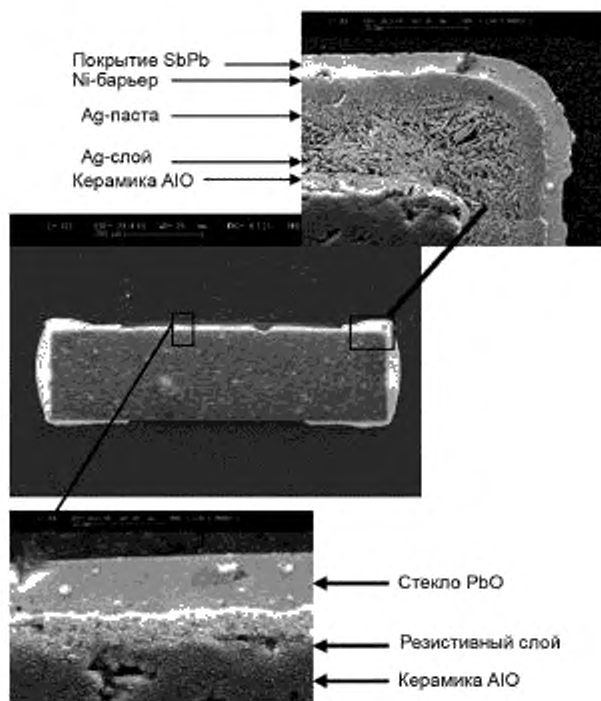 Покрытие SbPb
Ni-барьер
Ag-паста
Ag-слой
Керамика AlO
Стекло PbO
Резистивный слой
Керамика AlO